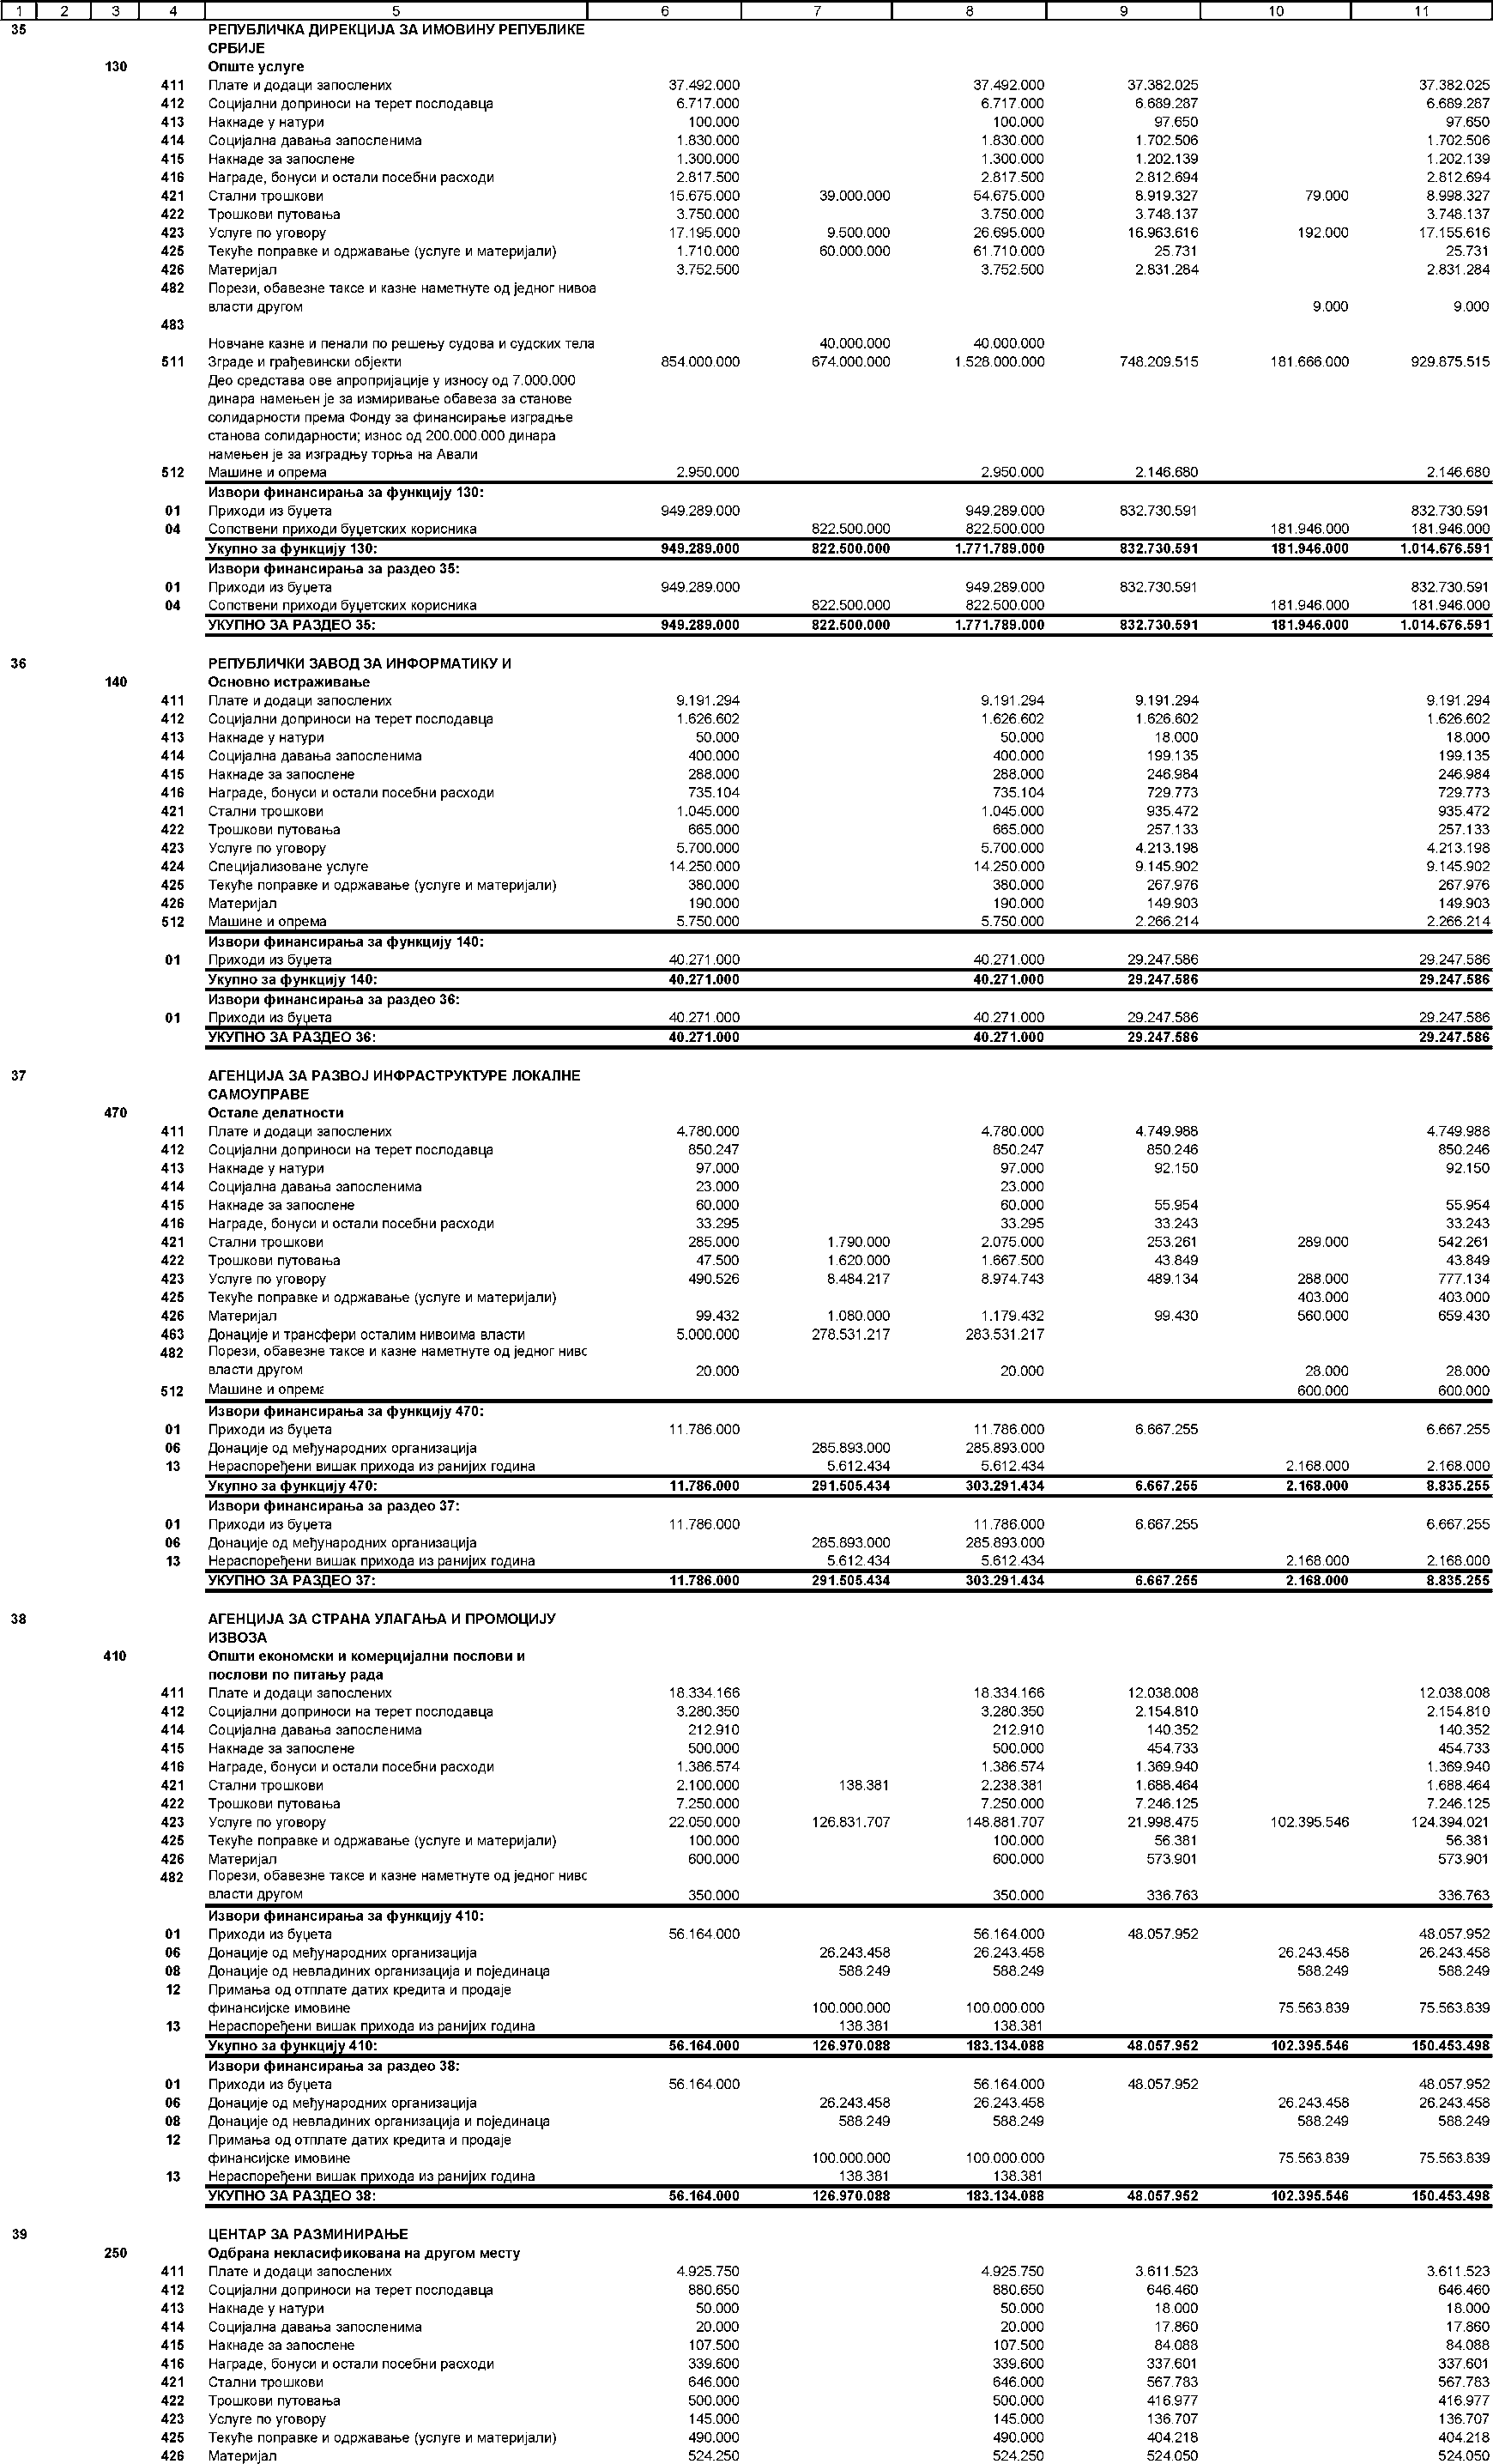 1 2 3 4 5 6 7 8 9 10 11
35 РЕПУБЛИЧКА ДИРЕКЦИЈА ЗА ИМОВИНУ РЕПУБЛИКЕ
СРБИЈЕ
130 Опште услуге
411 Плате и додаци запослених 37.492.000 37.492.000 37.382.025 37.382.025
412 Социјални доприноси на терет послодавца 6.717.000 6.717.000 6.689.287 6.689.287
413 Накнаде у натури 100.000 100.000 97.650 97.650
414 Социјална давања запосленима 1.830.000 1.830.000 1.702.506 1.702.506
415 Накнаде за запослене 1.300.000 1.300.000 1.202.139 1.202.139
416 Награде, бонуси и остали посебни расходи 2.817.500 2.817.500 2.812.694 2.812.694
421 Стални трошкови 15.675.000 39.000.000 54.675.000 8.919.327 79.000 8.998.327
422 Трошкови путовања 3.750.000 3.750.000 3.748.137 3.748.137
423 Услуге по уговору 17.195.000 9.500.000 26.695.000 16.963.616 192.000 17.155.616
425 Текуће поправке и одржавање (услуге и материјали) 1.710.000 60.000.000 61.710.000 25.731 25.731
426 Материјал 3.752.500 3.752.500 2.831.284 2.831.284
482 Порези, обавезне таксе и казне наметнуте од једног нивоа
власти другом 9.000 9.000
483
Новчане казне и пенали по решењу судова и судских тела 40.000.000 40.000.000
511 Зграде и грађевински објекти 854.000.000 674.000.000 1.528.000.000 748.209.515 181.666.000 929.875.515
Део средстава ове апропријације у износу од 7.000.000
динара намењен је за измиривање обавеза за станове
солидарности према Фонду за финансирање изградње
станова солидарности; износ од 200.000.000 динара
намењен је за изградњу торња на Авали
512 Машине и опрема 2.950.000 2.950.000 2.146.680 2.146.680
Извори финансирања за функцију 130:
01 Приходи из буџета 949.289.000 949.289.000 832.730.591 832.730.591
04 Сопствени приходи буџетских корисника 822.500.000 822.500.000 181.946.000 181.946.000
Укупно за функцију 130: 949.289.000 822.500.000 1.771.789.000 832.730.591 181.946.000 1.014.676.591
Извори финансирања за раздео 35:
01 Приходи из буџета 949.289.000 949.289.000 832.730.591 832.730.591
04 Сопствени приходи буџетских корисника 822.500.000 822.500.000 181.946.000 181.946.000
УКУПНО ЗА РАЗДЕО 35: 949.289.000 822.500.000 1.771.789.000 832.730.591 181.946.000 1.014.676.591
36 РЕПУБЛИЧКИ ЗАВОД ЗА ИНФОРМАТИКУ И
140 Основно истраживање
411 Плате и додаци запослених 9.191.294 9.191.294 9.191.294 9.191.294
412 Социјални доприноси на терет послодавца 1.626.602 1.626.602 1.626.602 1.626.602
413 Накнаде у натури 50.000 50.000 18.000 18.000
414 Социјална давања запосленима 400.000 400.000 199.135 199.135
415 Накнаде за запослене 288.000 288.000 246.984 246.984
416 Награде, бонуси и остали посебни расходи 735.104 735.104 729.773 729.773
421 Стални трошкови 1.045.000 1.045.000 935.472 935.472
422 Трошкови путовања 665.000 665.000 257.133 257.133
423 Услуге по уговору 5.700.000 5.700.000 4.213.198 4.213.198
424 Специјализоване услуге 14.250.000 14.250.000 9.145.902 9.145.902
425 Текуће поправке и одржавање (услуге и материјали) 380.000 380.000 267.976 267.976
426 Материјал 190.000 190.000 149.903 149.903
512 Машине и опрема 5.750.000 5.750.000 2.266.214 2.266.214
Извори финансирања за функцију 140:
01 Приходи из буџета 40.271.000 40.271.000 29.247.586 29.247.586
Укупно за функцију 140: 40.271.000 40.271.000 29.247.586 29.247.586
Извори финансирања за раздео 36:
01 Приходи из буџета 40.271.000 40.271.000 29.247.586 29.247.586
УКУПНО ЗА РАЗДЕО 36: 40.271.000 40.271.000 29.247.586 29.247.586
37 АГЕНЦИЈА ЗА РАЗВОЈ ИНФРАСТРУКТУРЕ ЛОКАЛНЕ
САМОУПРАВЕ
470 Остале делатности
411 Плате и додаци запослених 4.780.000 4.780.000 4.749.988 4.749.988
412 Социјални доприноси на терет послодавца 850.247 850.247 850.246 850.246
413 Накнаде у натури 97.000 97.000 92.150 92.150
414 Социјална давања запосленима 23.000 23.000
415 Накнаде за запослене 60.000 60.000 55.954 55.954
416 Награде, бонуси и остали посебни расходи 33.295 33.295 33.243 33.243
421 Стални трошкови 285.000 1.790.000 2.075.000 253.261 289.000 542.261
422 Трошкови путовања 47.500 1.620.000 1.667.500 43.849 43.849
423 Услуге по уговору 490.526 8.484.217 8.974.743 489.134 288.000 777.134
425 Текуће поправке и одржавање (услуге и материјали) 403.000 403.000
426 Материјал 99.432 1.080.000 1.179.432 99.430 560.000 659.430
463 Донације и трансфери осталим нивоима власти 5.000.000 278.531.217 283.531.217
482 Порези, обавезне таксе и казне наметнуте од једног нивс
власти другом 20.000 20.000 28.000 28.000
512 Машине и опрема 600.000 600.000
Извори финансирања за функцију 470:
01 Приходи из буџета 11.786.000 11.786.000 6.667.255 6.667.255
06 Донације од међународних организација 285.893.000 285.893.000
13 Нераспоређени вишак прихода из ранијих година 5.612.434 5.612.434 2.168.000 2.168.000
Укупно за функцију 470: 11.786.000 291.505.434 303.291.434 6.667.255 2.168.000 8.835.255
Извори финансирања за раздео 37:
01 Приходи из буџета 11.786.000 11.786.000 6.667.255 6.667.255
06 Донације од међународних организација 285.893.000 285.893.000
13 Нераспоређени вишак прихода из ранијих година 5.612.434 5.612.434 2.168.000 2.168.000
УКУПНО ЗА РАЗДЕО 37: 11.786.000 291.505.434 303.291.434 6.667.255 2.168.000 8.835.255
38 АГЕНЦИЈА ЗА СТРАНА УЛАГАЊА И ПРОМОЦИЈУ
ИЗВОЗА
410 Општи економски и комерцијални послови и
послови по питању рада
411 Плате и додаци запослених 18.334.166 18.334.166 12.038.008 12.038.008
412 Социјални доприноси на терет послодавца 3.280.350 3.280.350 2.154.810 2.154.810
414 Социјална давања запосленима 212.910 212.910 140.352 140.352
415 Накнаде за запослене 500.000 500.000 454.733 454.733
416 Награде, бонуси и остали посебни расходи 1.386.574 1.386.574 1.369.940 1.369.940
421 Стални трошкови 2.100.000 138.381 2.238.381 1.688.464 1.688.464
422 Трошкови путовања 7.250.000 7.250.000 7.246.125 7.246.125
423 Услуге по уговору 22.050.000 126.831.707 148.881.707 21.998.475 102.395.546 124.394.021
425 Текуће поправке и одржавање (услуге и материјали) 100.000 100.000 56.381 56.381
426 Материјал 600.000 600.000 573.901 573.901
482 Порези, обавезне таксе и казне наметнуте од једног нивс
власти другом 350.000 350.000 336.763 336.763
Извори финансирања за функцију 410:
01 Приходи из буџета 56.164.000 56.164.000 48.057.952 48.057.952
06 Донације од међународних организација 26.243.458 26.243.458 26.243.458 26.243.458
08 Донације од невладиних организација и појединаца 588.249 588.249 588.249 588.249
12 Примања од отплате датих кредита и продаје
финансијске имовине 100.000.000 100.000.000 75.563.839 75.563.839
13 Нераспоређени вишак прихода из ранијих година 138.381 138.381
Укупно за функцију 410: 56.164.000 126.970.088 183.134.088 48.057.952 102.395.546 150.453.498
Извори финансирања за раздео 38:
01 Приходи из буџета 56.164.000 56.164.000 48.057.952 48.057.952
06 Донације од међународних организација 26.243.458 26.243.458 26.243.458 26.243.458
08 Донације од невладиних организација и појединаца 588.249 588.249 588.249 588.249
12 Примања од отплате датих кредита и продаје
финансијске имовине 100.000.000 100.000.000 75.563.839 75.563.839
13 Нераспоређени вишак прихода из ранијих година 138.381 138.381
УКУПНО ЗА РАЗДЕО 38: 56.164.000 126.970.088 183.134.088 48.057.952 102.395.546 150.453.498
39 ЦЕНТАР ЗА РАЗМИНИРАЊЕ
250 Одбрана некласификована на другом месту
411 Плате и додаци запослених 4.925.750 4.925.750 3.611.523 3.611.523
412 Социјални доприноси на терет послодавца 880.650 880.650 646.460 646.460
413 Накнаде у натури 50.000 50.000 18.000 18.000
414 Социјална давања запосленима 20.000 20.000 17.860 17.860
415 Накнаде за запослене 107.500 107.500 84.088 84.088
416 Награде, бонуси и остали посебни расходи 339.600 339.600 337.601 337.601
421 Стални трошкови 646.000 646.000 567.783 567.783
422 Трошкови путовања 500.000 500.000 416.977 416.977
423 Услуге по уговору 145.000 145.000 136.707 136.707
425 Текуће поправке и одржавање (услуге и материјали) 490.000 490.000 404.218 404.218
426 Материјал 524.250 524.250 524.050 524.050